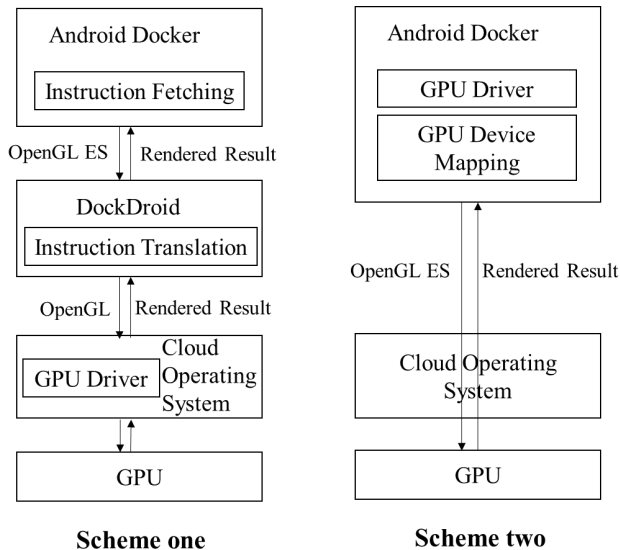 Android Docker
Instruction Fetching
OpenGL ES
Rendered Result
DockDroid
Instruction Translation
OpenGL
Rendered Result
Cloud
Operating
System
GPU Driver
GPU
Scheme one
Android Docker
GPU Driver
GPU Device
Mapping
OpenGL ES
Rendered Result
Cloud Operating
System
GPU
Scheme two